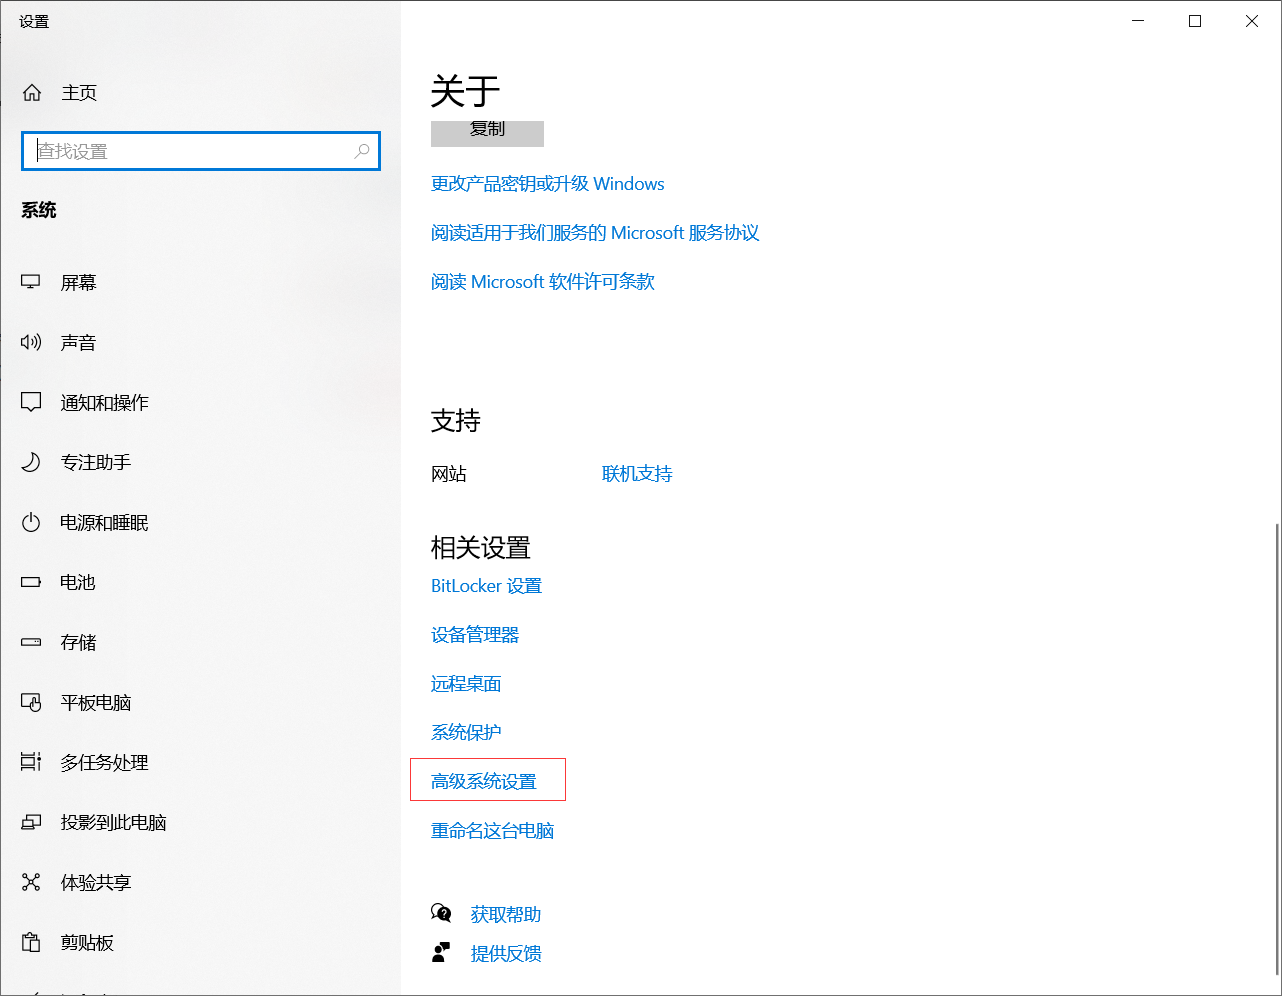 设置
主页
查找设置
系统
屏幕
声音
通知和操作
专注助手
电源和睡眠
电池
存储
平板电脑
多任务处理
投影到此电脑
体验共享
剪贴板
关于
复制
更改产品密钥或升级 Windows
阅读适用于我们服务的 Microsoft 服务协议
阅读 Microsoft 软件许可条款
支持
网站 联机支持
相关设置
BitLocker 设置
设备管理器
远程桌面
系统保护
高级系统设置
重命名这台电脑
获取帮助
提供反馈